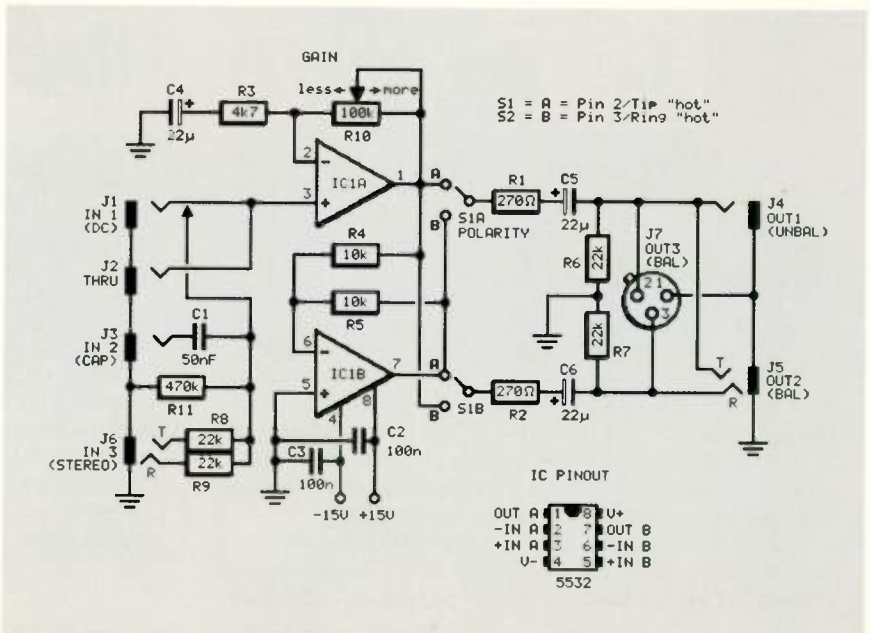 GAIN
less ← → more
C4
+
22µ
R3
4k7
100k
R10
S1 = A = Pin 2/Tip "hot"
S2 = B = Pin 3/Ring "hot"
2
−
IC1A
1
3
+
A
B
S1A
POLARITY
R1
270Ω
+
C5
22µ
J1
IN 1
(DC)
J2
THRU
J3
IN 2
(CAP)
C1
50nF
470k
R11
J6
IN 3
(STEREO)
T
R
R8
22k
22k
R9
R4
10k
10k
R5
6
−
IC1B
7
5
+
4
8
C2
100n
C3
100n
-15V
+15V
A
B
S1B
R2
270Ω
+
C6
22µ
R6
22k
R7
22k
J7
OUT3
(BAL)
2
1
3
J4
OUT1
(UNBAL)
J5
OUT2
(BAL)
T
R
IC PINOUT
OUT A 1 8 V+
-IN A 2 7 OUT B
+IN A 3 6 -IN B
V- 4 5 +IN B
5532